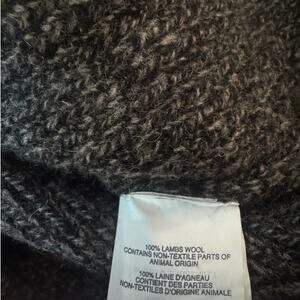 100% LAMBS WOOL
CONTAINS NON-TEXTILE PARTS OF
ANIMAL ORIGIN
100% LAINE D'AGNEAU
CONTIENT DES PARTIES
NON-TEXTILES D'ORIGINE ANIMALE